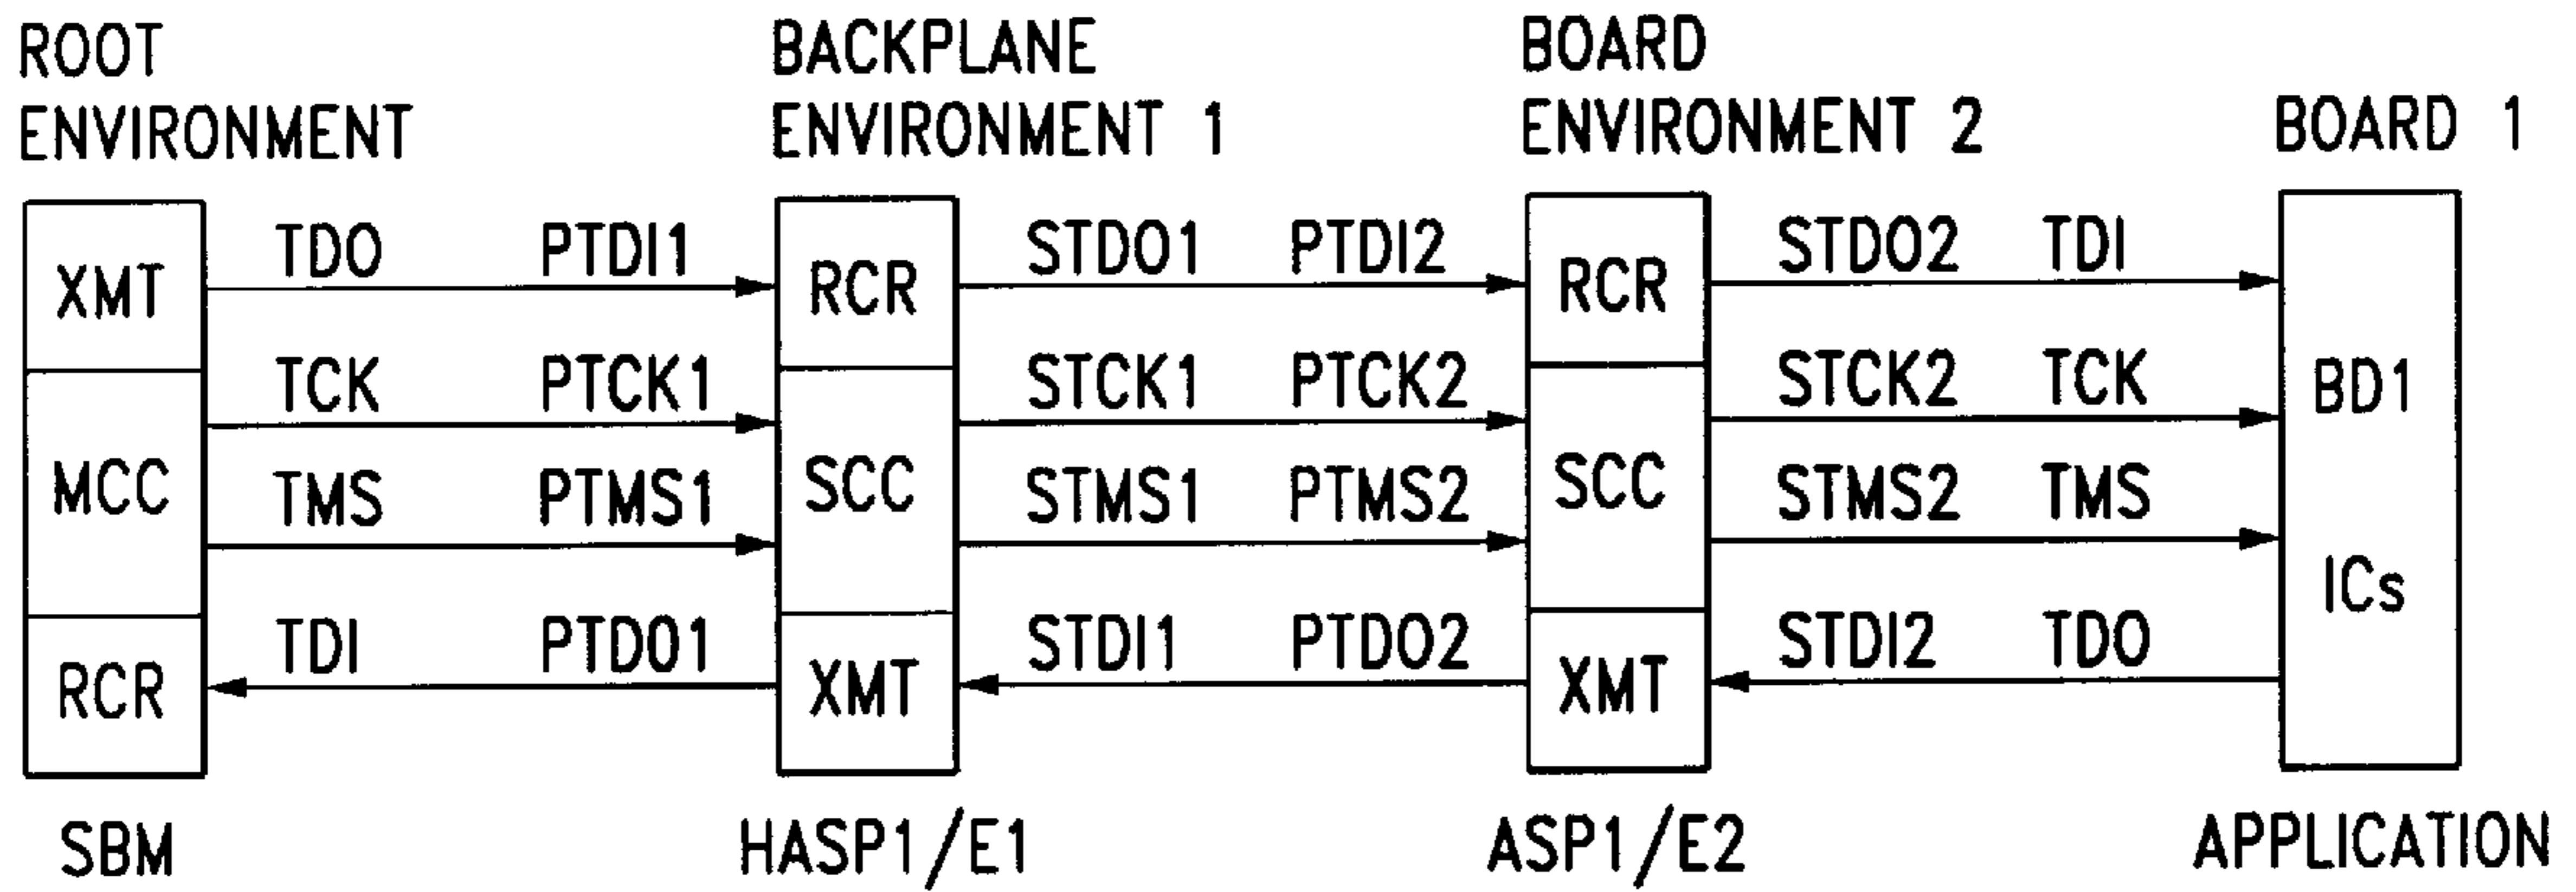 ROOT
ENVIRONMENT
BACKPLANE
ENVIRONMENT 1
BOARD
ENVIRONMENT 2
BOARD 1
XMT
TDO PTDI1
RCR
STDO1 PTDI2
RCR
STDO2 TDI
MCC
TCK PTCK1
TMS PTMS1
SCC
STCK1 PTCK2
STMS1 PTMS2
SCC
STCK2 TCK
STMS2 TMS
BD1
ICs
RCR
TDI PTDO1
XMT
STDI1 PTDO2
XMT
STDI2 TDO
SBM
HASP1/E1
ASP1/E2
APPLICATION